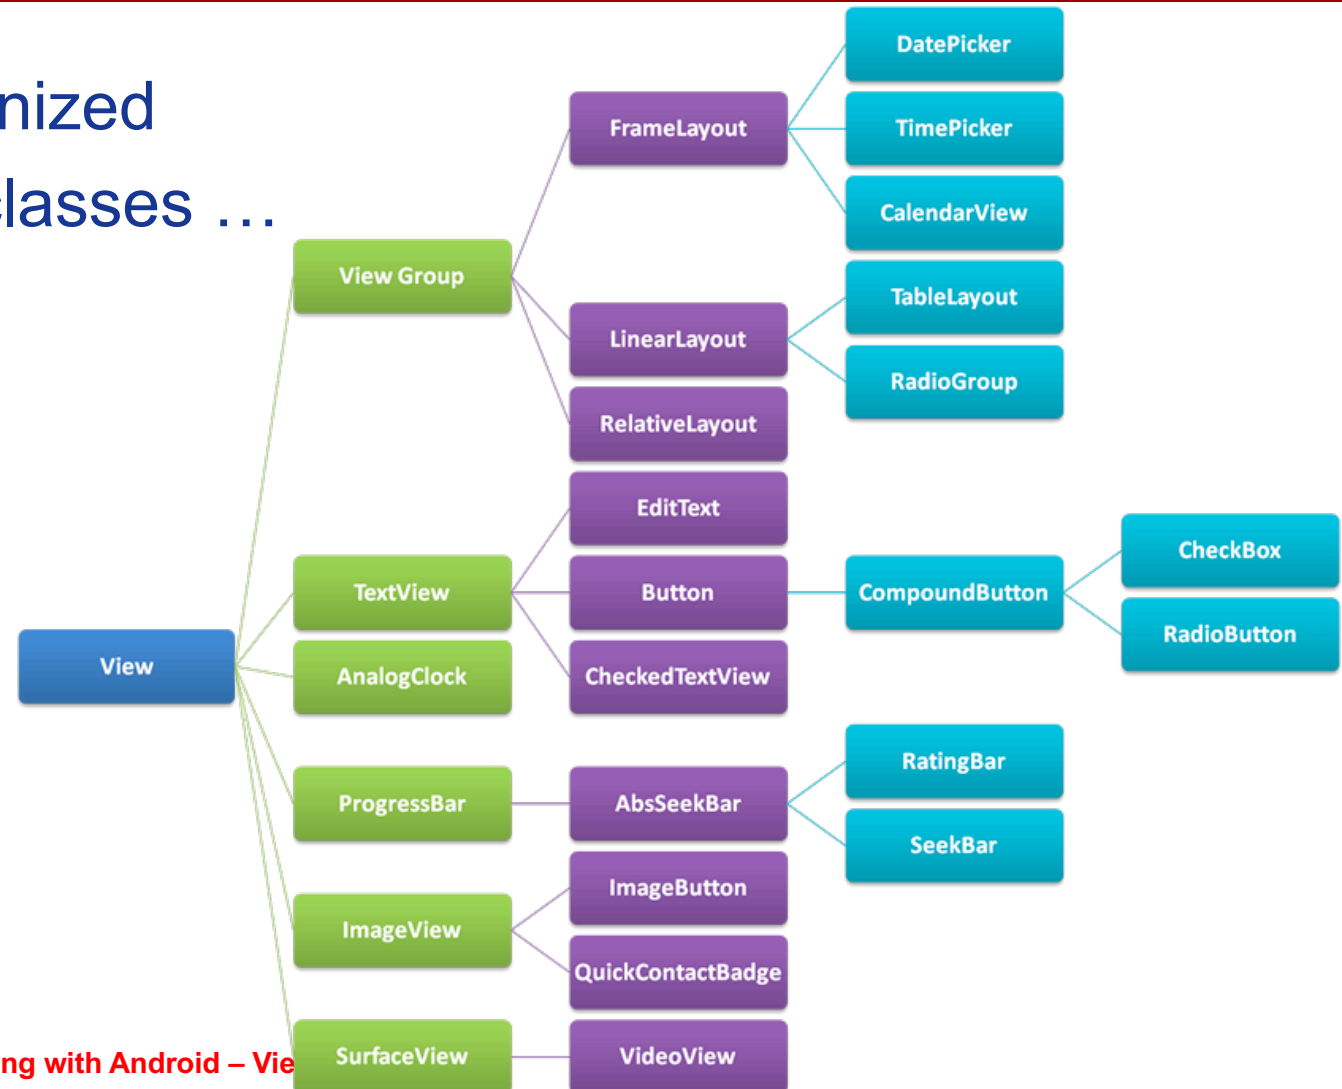 nized
classes …
DatePicker
TimePicker
CalendarView
FrameLayout
View Group
LinearLayout
RelativeLayout
TableLayout
RadioGroup
EditText
Button
CheckedTextView
CompoundButton
CheckBox
RadioButton
TextView
View
AnalogClock
ProgressBar
AbsSeekBar
RatingBar
SeekBar
ImageView
ImageButton
QuickContactBadge
SurfaceView
VideoView
ng with Android – Vie